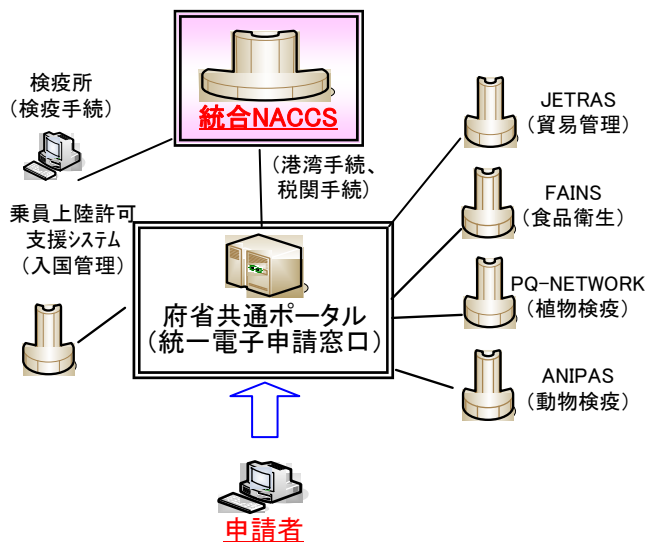 検疫所
（検疫手続）
統合NACCS
（港湾手続、
税関手続）
乗員上陸許可
支援ｼｽﾃﾑ
（入国管理）
府省共通ポータル
（統一電子申請窓口）
JETRAS
（貿易管理）
FAINS
（食品衛生）
PQ-NETWORK
（植物検疫）
ANIPAS
（動物検疫）
申請者